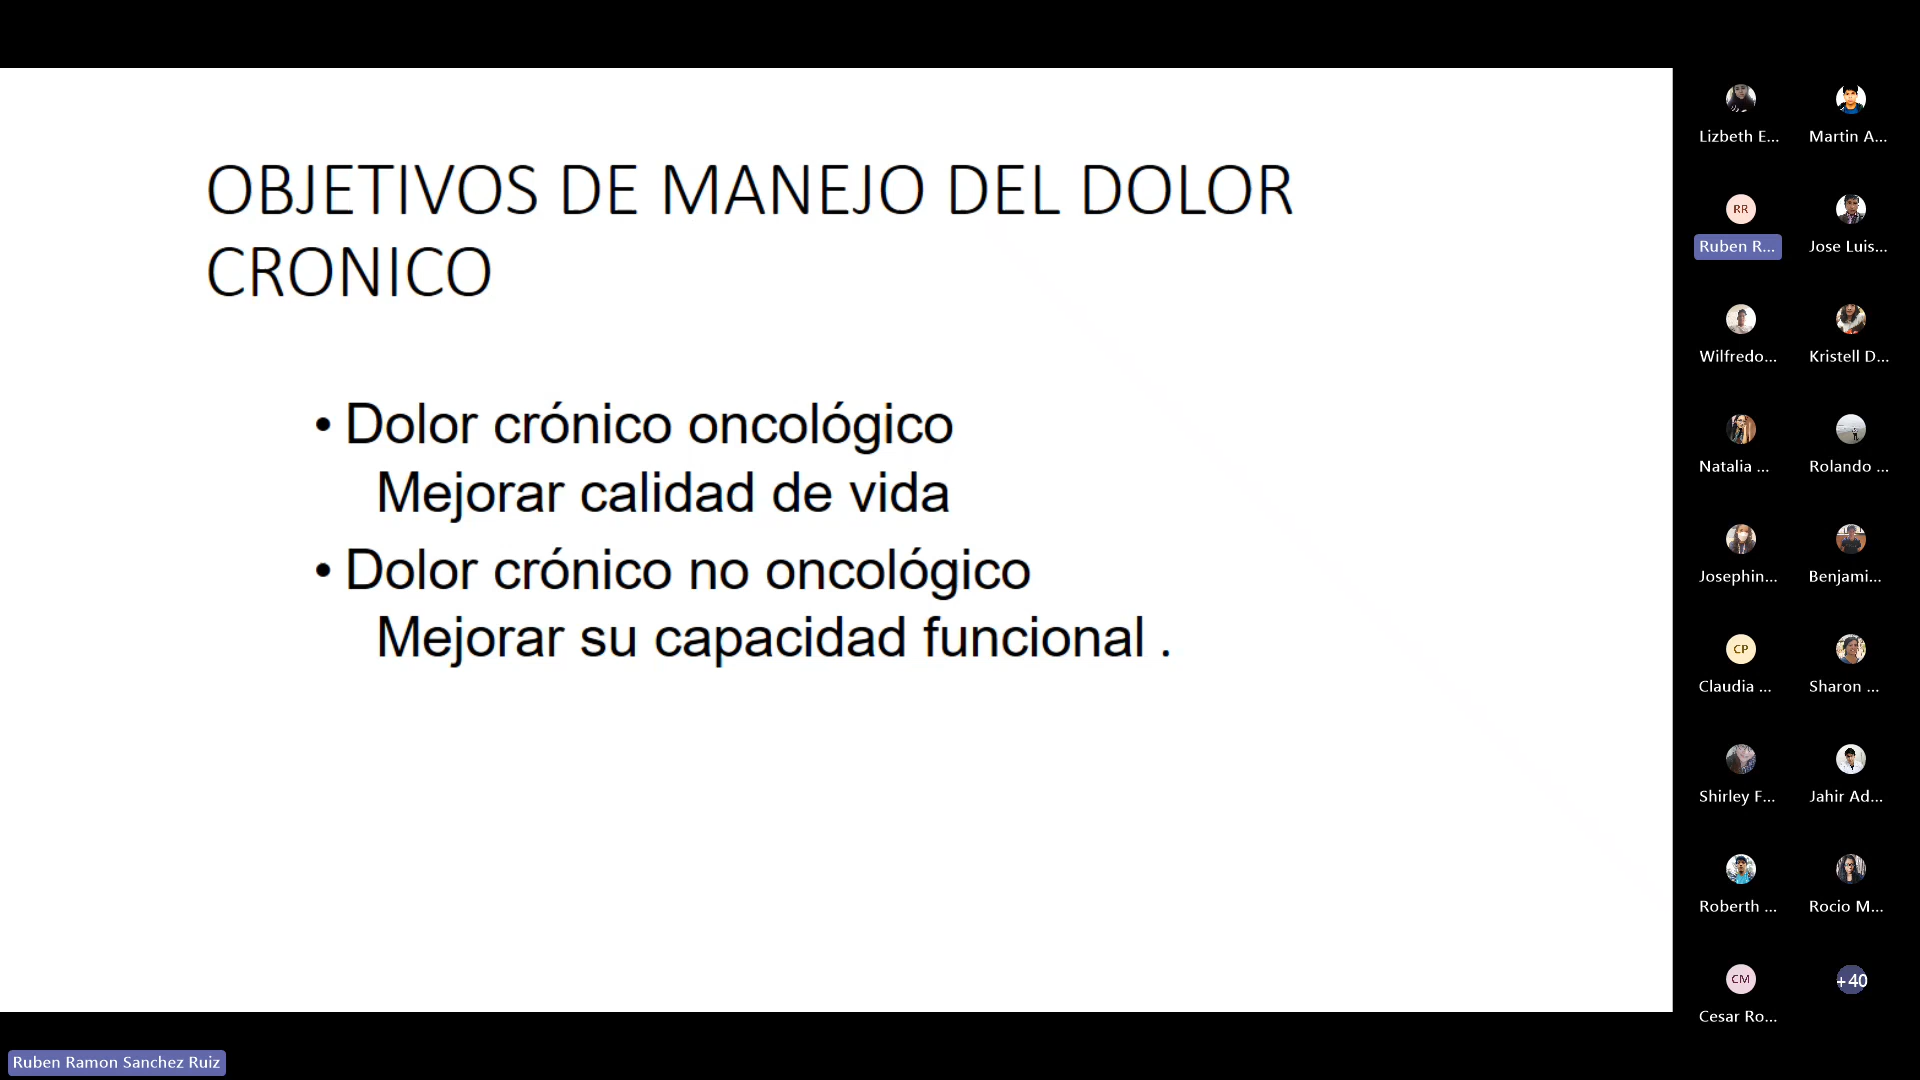 OBJETIVOS DE MANEJO DEL DOLOR
CRONICO
• Dolor crónico oncológico
Mejorar calidad de vida
• Dolor crónico no oncológico
Mejorar su capacidad funcional .
Lizbeth E...
Martin A...
RR
Ruben R...
Jose Luis...
Wilfredo...
Kristell D...
Natalia ...
Rolando ...
Josephin...
Benjami...
CP
Claudia ...
Sharon ...
Shirley F...
Jahir Ad...
Roberth ...
Rocio M...
CM
Cesar Ro...
+40
Ruben Ramon Sanchez Ruiz